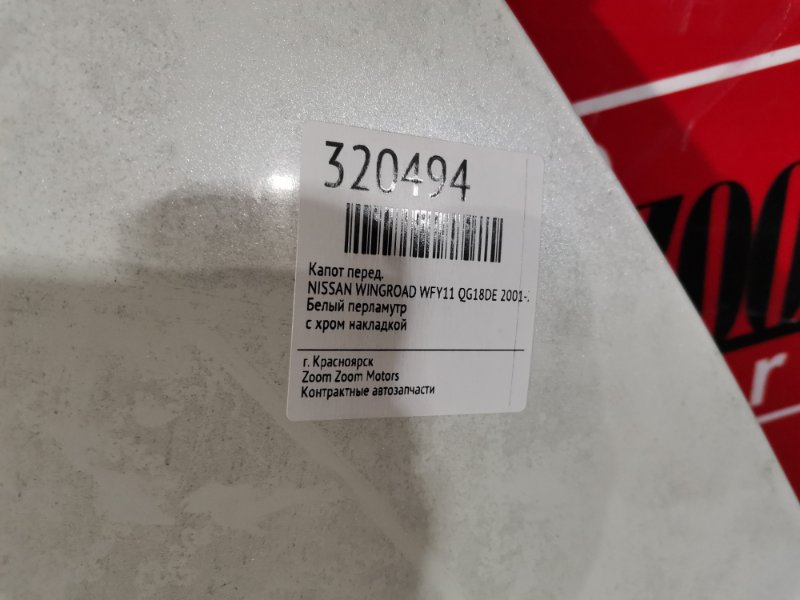 320494
Капот перед.
NISSAN WINGROAD WFY11 QG18DE 2001-
Белый перламутр
с хром накладкой
г. Красноярск
Zoom Zoom Motors
Контрактные автозапчасти